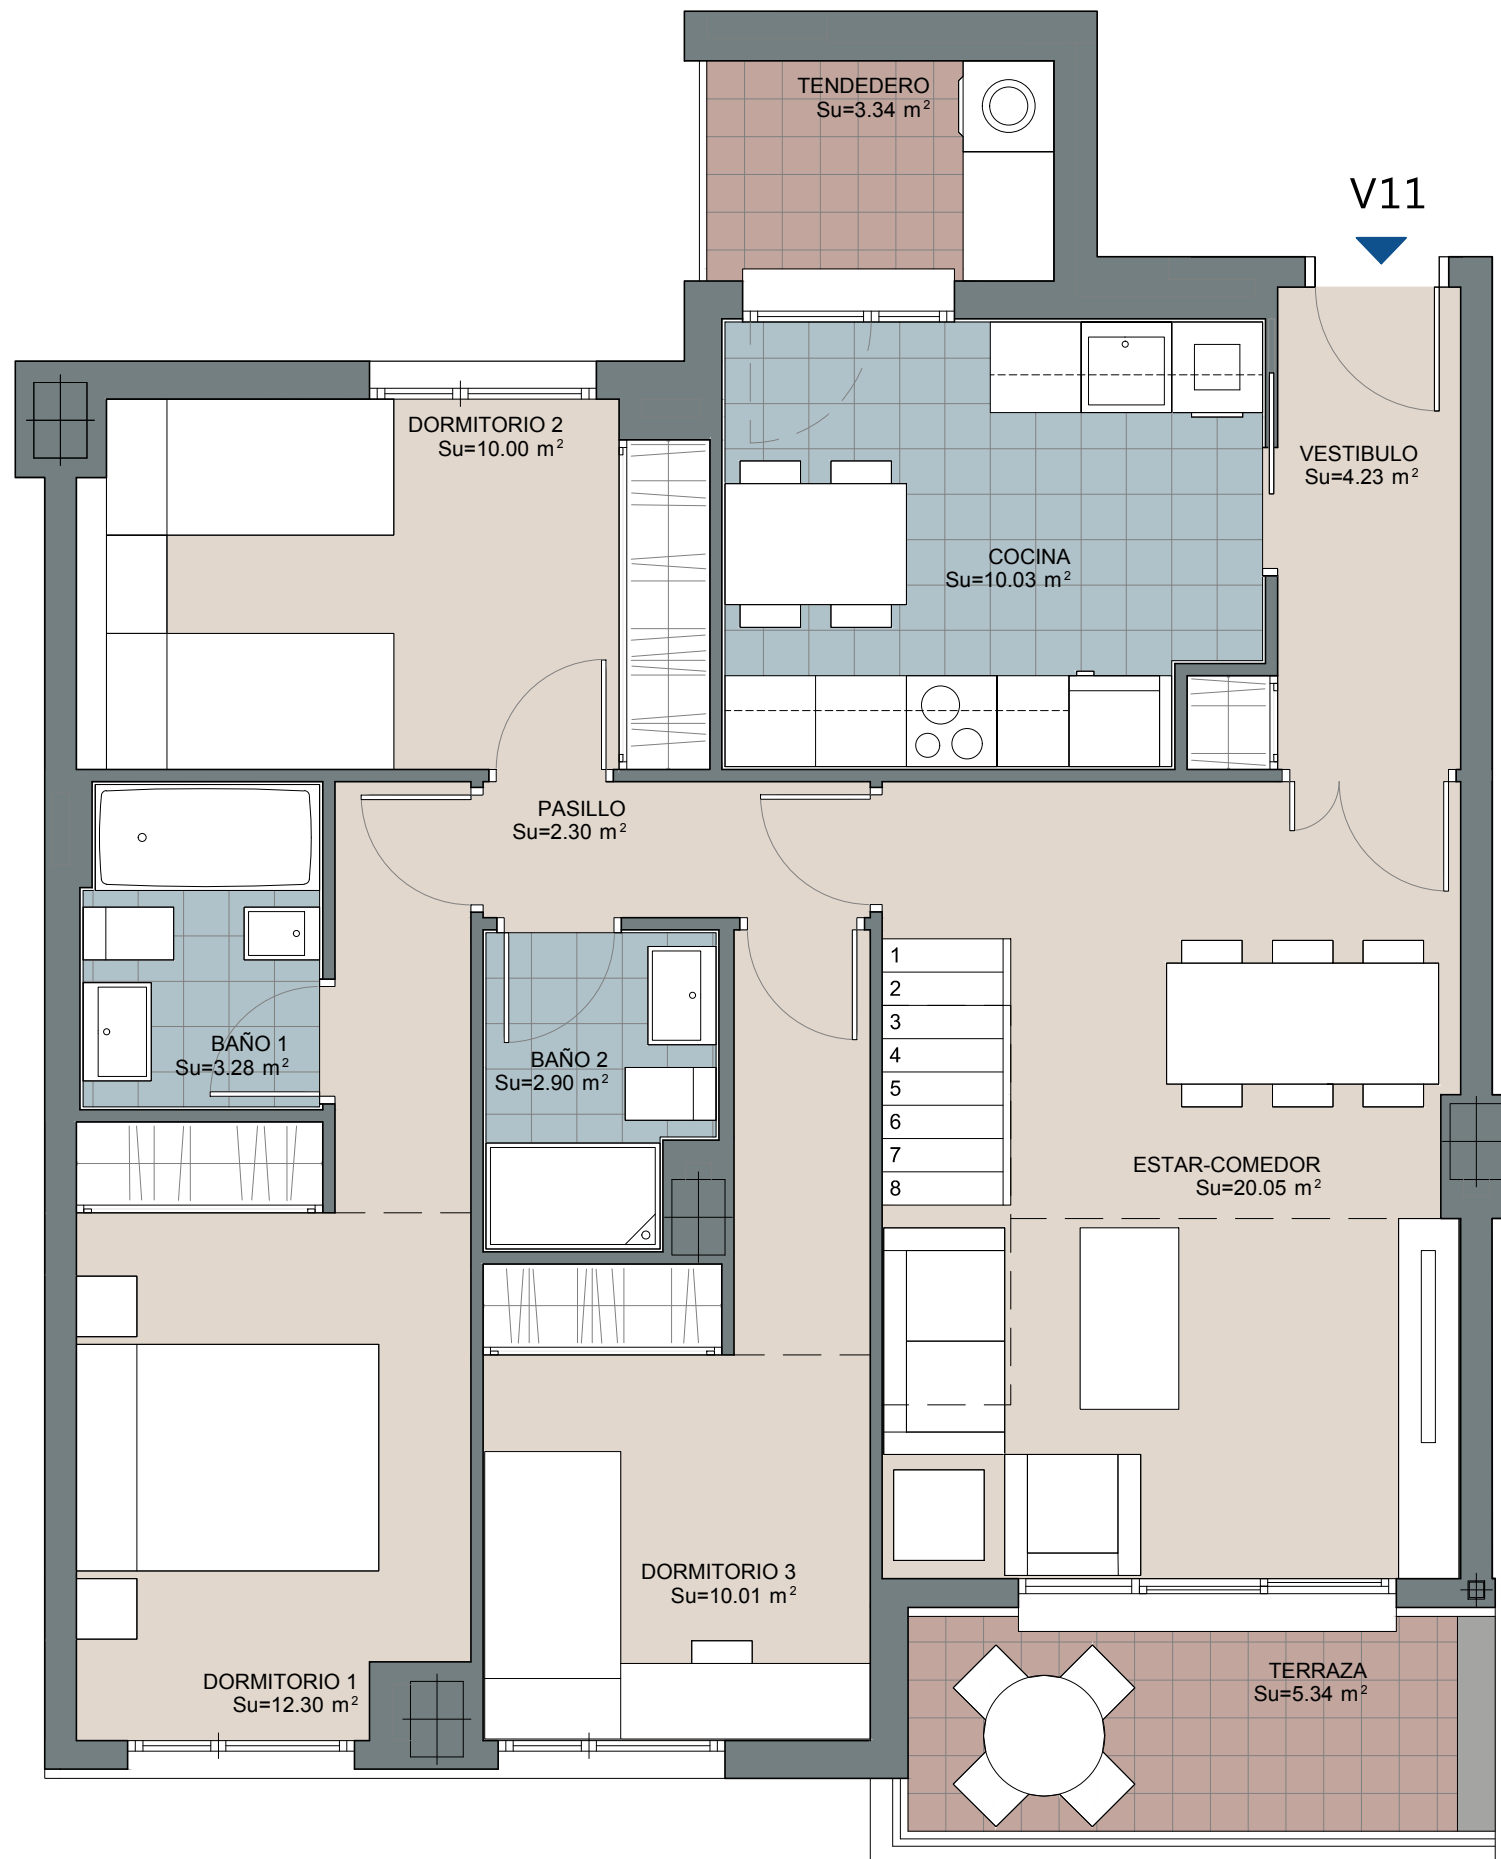 TENDEDERO
Su=3.34 m²
V11
DORMITORIO 2
Su=10.00 m²
VESTIBULO
Su=4.23 m²
COCINA
Su=10.03 m²
PASILLO
Su=2.30 m²
BAÑO 1
Su=3.28 m²
BAÑO 2
Su=2.90 m²
1
2
3
4
5
6
7
8
ESTAR-COMEDOR
Su=20.05 m²
DORMITORIO 3
Su=10.01 m²
DORMITORIO 1
Su=12.30 m²
TERRAZA
Su=5.34 m²